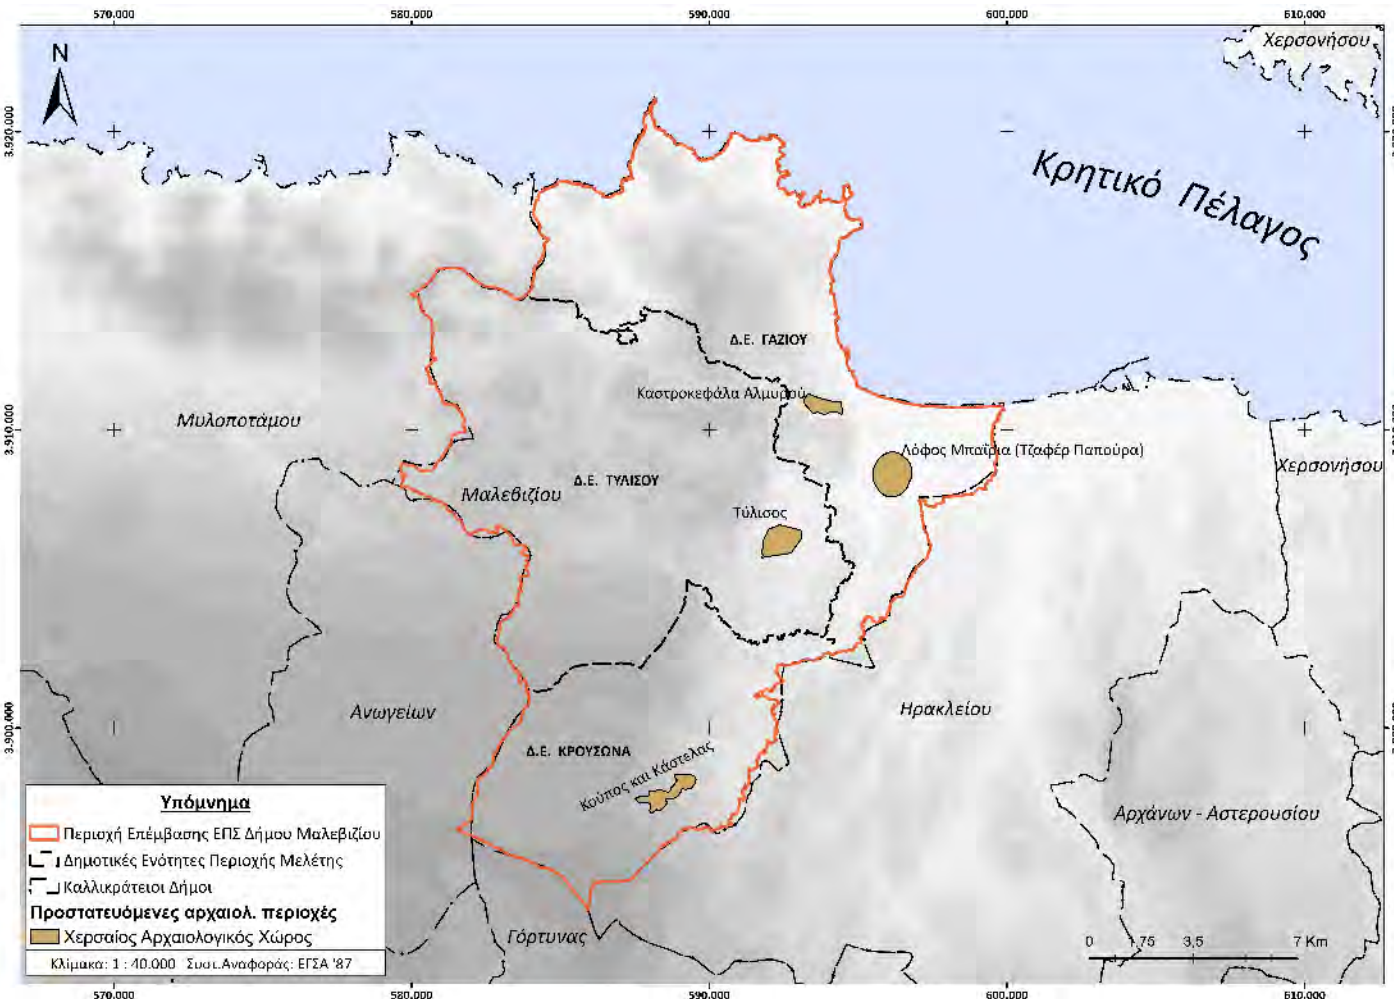 570.000 580.000 590.000 600.000 610.000
Χερσονήσου
N
3.920.000
Κρητικό Πέλαγος
Δ.Ε. ΓΑΖΙΟΥ
Καστροκεφάλα Αλμυρού
Μυλοποτάμου
3.910.000
Λόφος Μπαΐρια (Τζαφέρ Παπούρα)
Χερσονήσου
Δ.Ε. ΤΥΛΙΣΟΥ
Μαλεβιζίου
Τύλισος
Ανωγείων
Ηρακλείου
3.900.000
Δ.Ε. ΚΡΟΥΣΩΝΑ
Κούπος και Κάστελας
Αρχάνων - Αστερουσίου
Υπόμνημα
Περιοχή Επέμβασης ΕΠΣ Δήμου Μαλεβιζίου
Δημοτικές Ενότητες Περιοχής Μελέτης
Καλλικράτειοι Δήμοι
Προστατευόμενες αρχαιολ. περιοχές
Χερσαίος Αρχαιολογικός Χώρος
Κλίμακα: 1 : 40.000 Συστ.Αναφοράς: ΕΓΣΑ '87
Γόρτυνας
0 1,75 3,5 7 Km
570.000 580.000 590.000 600.000 610.000